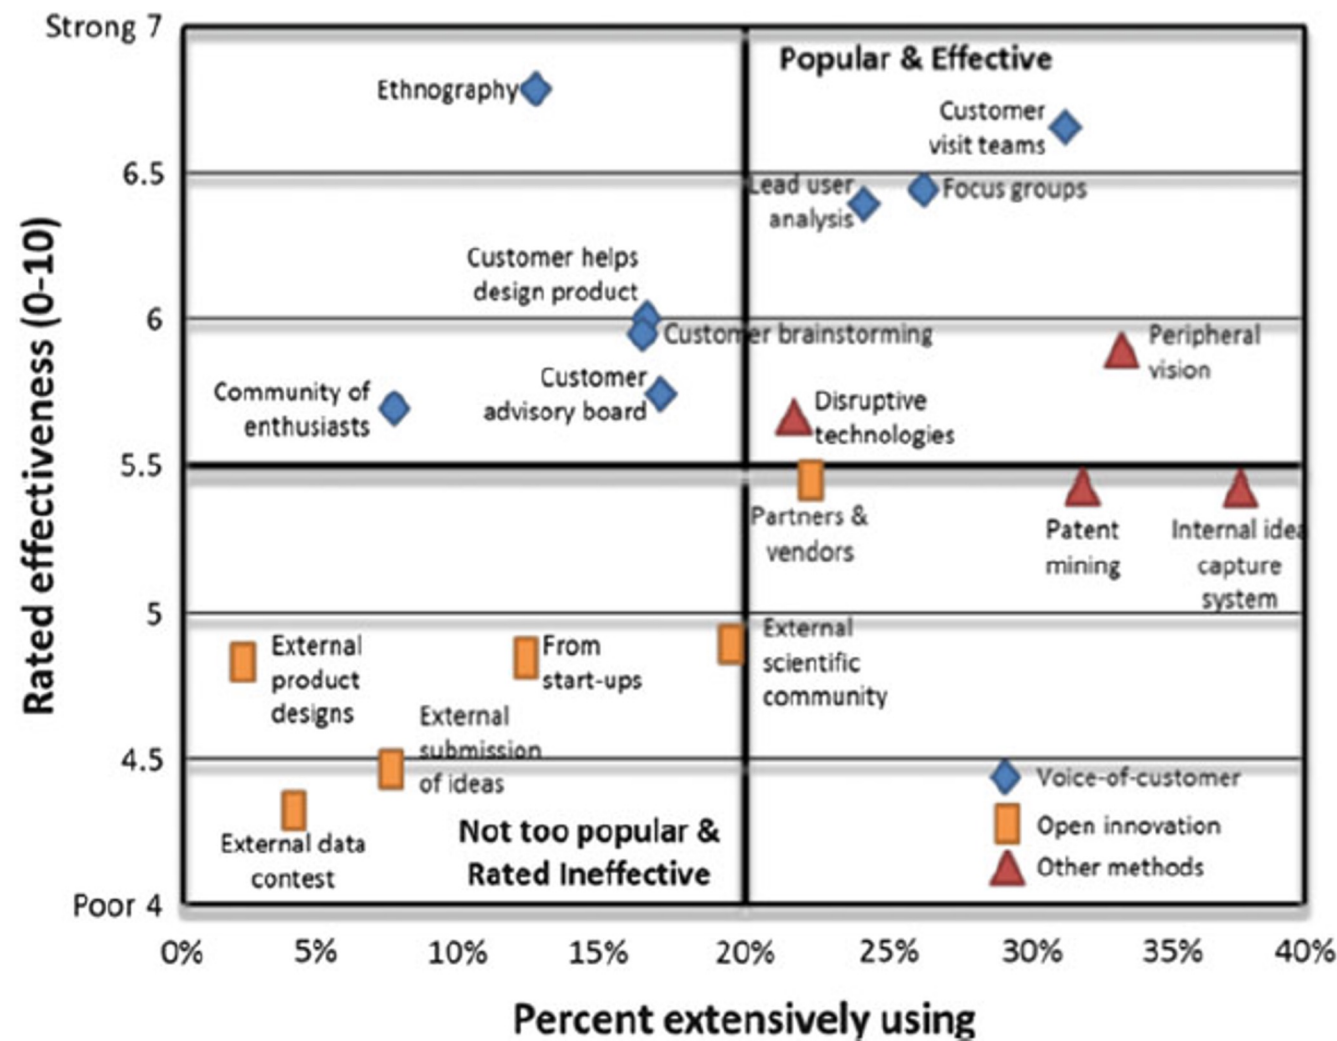 Strong 7
Popular & Effective
Ethnography
Customer
visit teams
6.5
Lead user
analysis
Focus groups
Customer helps
design product
6
Customer brainstorming
Peripheral
vision
Customer
advisory board
Community of
enthusiasts
Disruptive
technologies
5.5
Partners &
vendors
Patent
mining
Internal idea
capture
system
5
External
product
designs
From
start-ups
External
scientific
community
External
submission
of ideas
4.5
Voice-of-customer
Open innovation
Other methods
External data
contest
Not too popular &
Rated Ineffective
Poor 4
0% 5% 10% 15% 20% 25% 30% 35% 40%
Percent extensively using
Rated effectiveness (0-10)